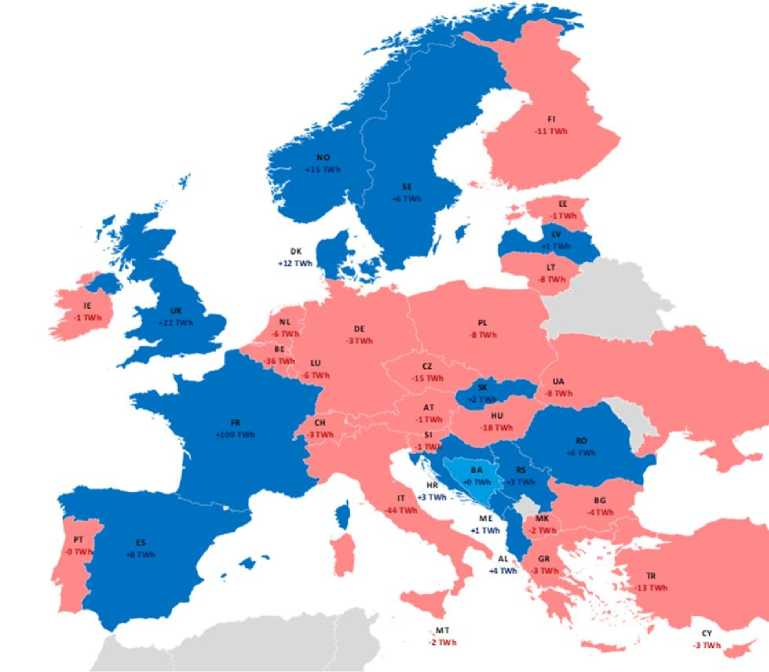 FI
-11 TWh
NO
+15 TWh
SE
+6 TWh
EE
-1 TWh
LV
+1 TWh
DK
+12 TWh
LT
-8 TWh
IE
-1 TWh
UK
+22 TWh
NL
-6 TWh
DE
-3 TWh
PL
-8 TWh
BE
-36 TWh
LU
-6 TWh
CZ
-15 TWh
SK
+2 TWh
UA
-8 TWh
AT
-1 TWh
HU
-18 TWh
FR
+109 TWh
CH
-3 TWh
SI
-1 TWh
RO
+6 TWh
BA
+0 TWh
RS
+3 TWh
HR
+3 TWh
IT
-44 TWh
BG
-4 TWh
ME
+1 TWh
MK
-2 TWh
PT
-0 TWh
ES
+8 TWh
AL
+4 TWh
GR
-3 TWh
TR
-13 TWh
MT
-2 TWh
CY
-3 TWh